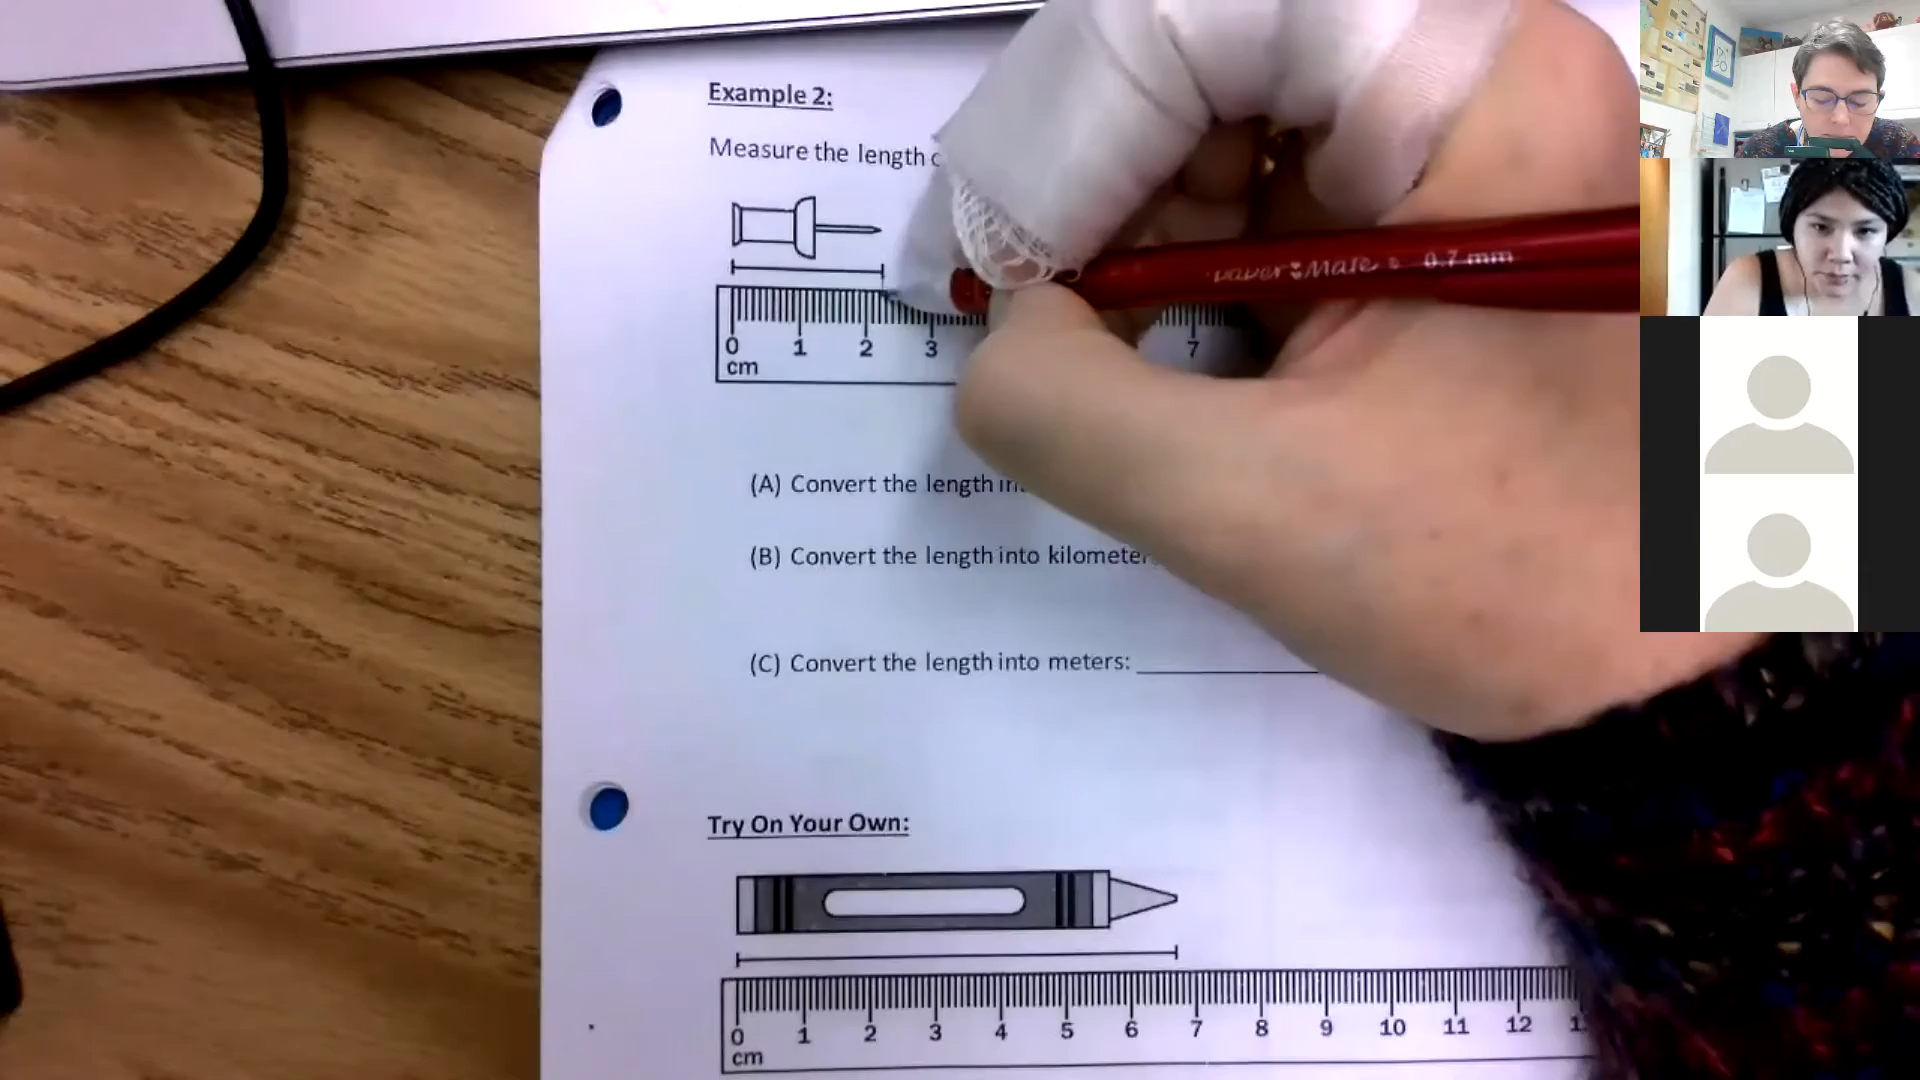 Example 2:
Measure the length
0 1 2 3 7
cm
Paper Mate 0.7 mm
(A) Convert the length
(B) Convert the length into kilometer
(C) Convert the length into meters:
Try On Your Own:
0 1 2 3 4 5 6 7 8 9 10 11 12
cm